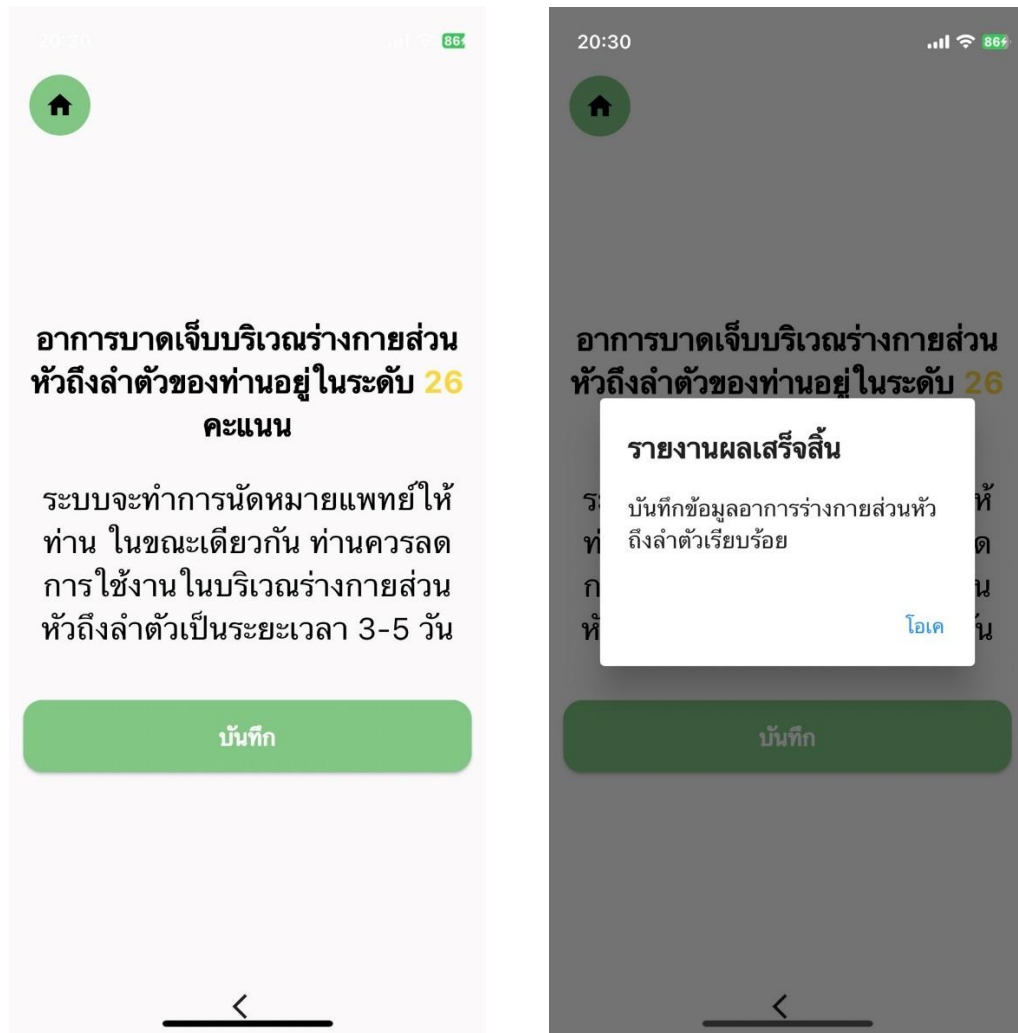 20:30
86
อาการบาดเจ็บบริเวณร่างกายส่วน
หัวถึงลำตัวของท่านอยู่ในระดับ 26
คะแนน
ระบบจะทำการนัดหมายแพทย์ให้
ท่าน ในขณะเดียวกัน ท่านควรลด
การใช้งานในบริเวณร่างกายส่วน
หัวถึงลำตัวเป็นระยะเวลา 3-5 วัน
บันทึก
20:30
86
อาการบาดเจ็บบริเวณร่างกายส่วน
หัวถึงลำตัวของท่านอยู่ในระดับ 26
รายงานผลเสร็จสิ้น
บันทึกข้อมูลอาการร่างกายส่วนหัว
ถึงลำตัวเรียบร้อย
โอเค
บันทึก